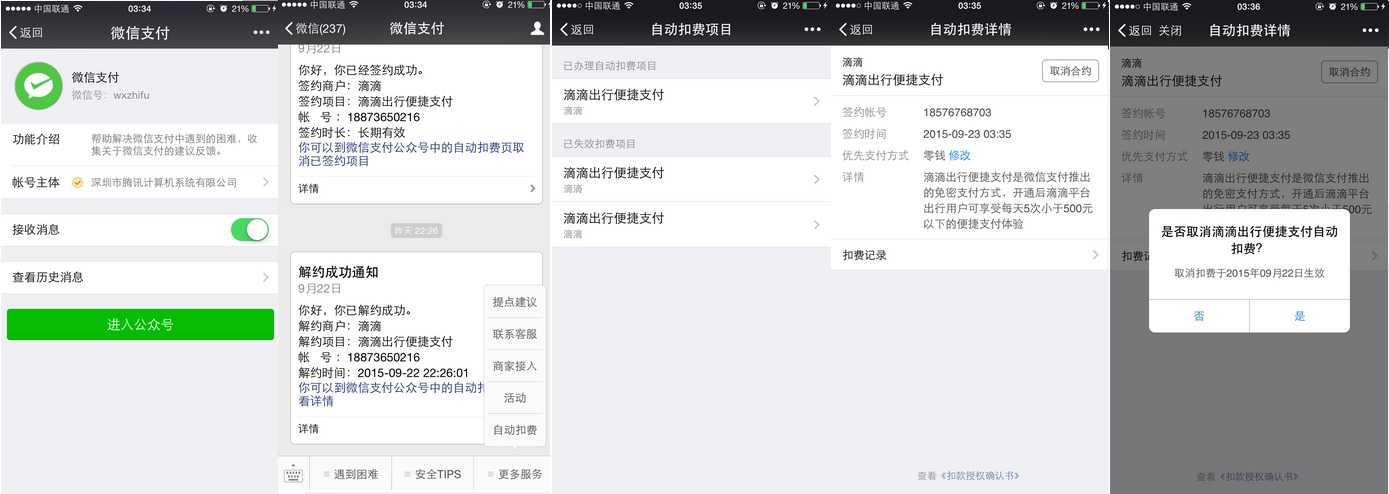 中国联通 03:34 21%
返回 微信支付
微信支付
微信号: wxzhifu
功能介绍 帮助解决微信支付中遇到的困难，收
集关于微信支付的建议反馈。
帐号主体 深圳市腾讯计算机系统有限公司
接收消息
查看历史消息
进入公众号
中国联通 03:34 21%
微信(237) 微信支付
9月22日
你好，你已经签约成功。
签约商户：滴滴
签约项目：滴滴出行便捷支付
帐 号：18873650216
签约时长：长期有效
你可以到微信支付公众号中的自动扣费页取
消已签约项目
详情
昨天 22:26
解约成功通知
9月22日
你好，你已解约成功。
解约商户：滴滴
解约项目：滴滴出行便捷支付
帐 号：18873650216
解约时间：2015-09-22 22:26:01
你可以到微信支付公众号中的自动扣
看详情
详情
提点建议
联系客服
商家接入
活动
自动扣费
遇到困难 安全TIPS 更多服务
中国联通 03:35 21%
返回 自动扣费项目
已办理自动扣费项目
滴滴出行便捷支付
滴滴
已失效扣费项目
滴滴出行便捷支付
滴滴
滴滴出行便捷支付
滴滴
中国联通 03:35 21%
返回 自动扣费详情
滴滴
滴滴出行便捷支付
取消合约
签约帐号 18576768703
签约时间 2015-09-23 03:35
优先支付方式 零钱 修改
详情 滴滴出行便捷支付是微信支付推出
的免密支付方式，开通后滴滴平台
出行用户可享受每天5次小于500元
以下的便捷支付体验
扣费记录
查看《扣款授权确认书》
中国联通 03:36 21%
返回 关闭 自动扣费详情
滴滴
滴滴出行便捷支付
取消合约
签约帐号 18576768703
签约时间 2015-09-23 03:35
优先支付方式 零钱 修改
详情 滴滴出行便捷支付是微信支付推出
的免密支付方式，开通后滴滴平台
出行用户可享受每天5次小于500元
扣费记
是否取消滴滴出行便捷支付自动
扣费？
取消扣费于2015年09月22日生效
否 是
查看《扣款授权确认书》